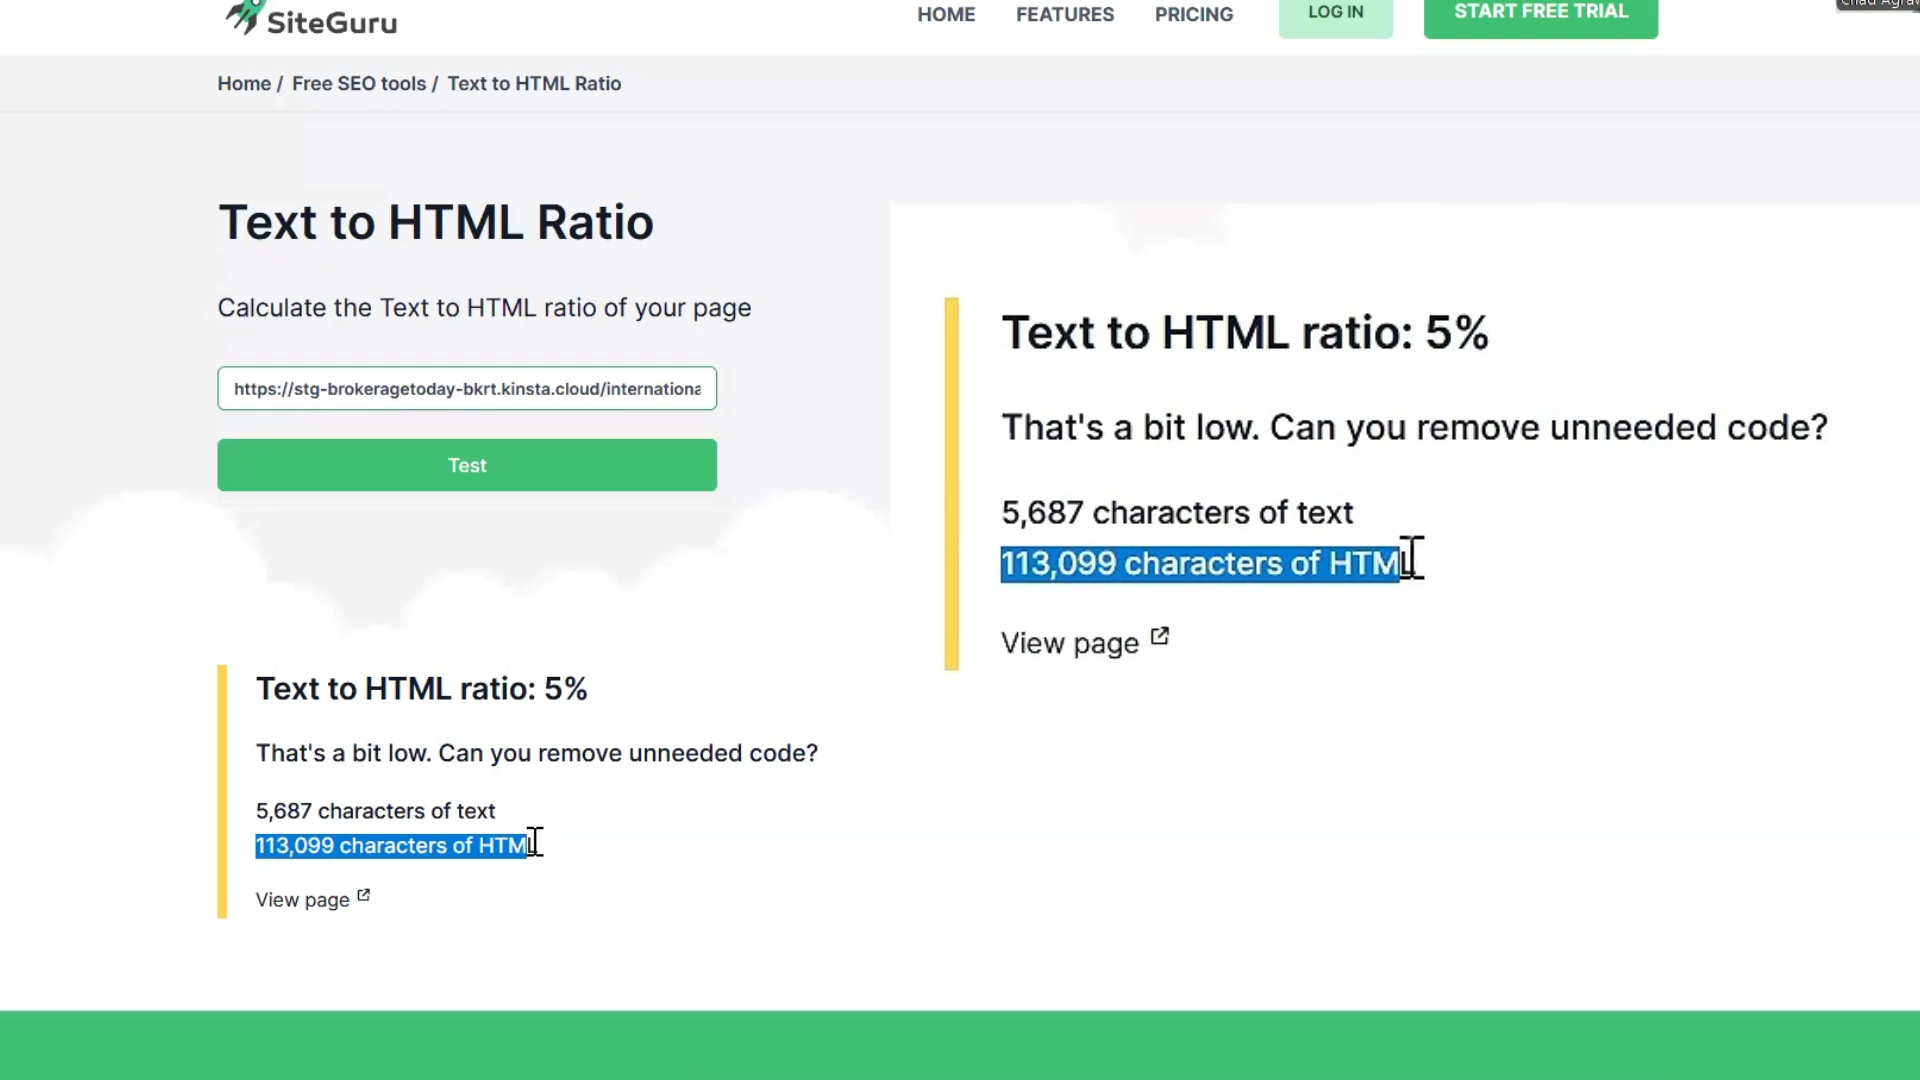 SiteGuru
HOME FEATURES PRICING LOG IN START FREE TRIAL
Home / Free SEO tools / Text to HTML Ratio
Text to HTML Ratio
Calculate the Text to HTML ratio of your page
https://stg-brokeragetoday-bkrt.kinsta.cloud/internationa
Test
Text to HTML ratio: 5%
That's a bit low. Can you remove unneeded code?
5,687 characters of text
113,099 characters of HTML
View page
Text to HTML ratio: 5%
That's a bit low. Can you remove unneeded code?
5,687 characters of text
113,099 characters of HTML
View page